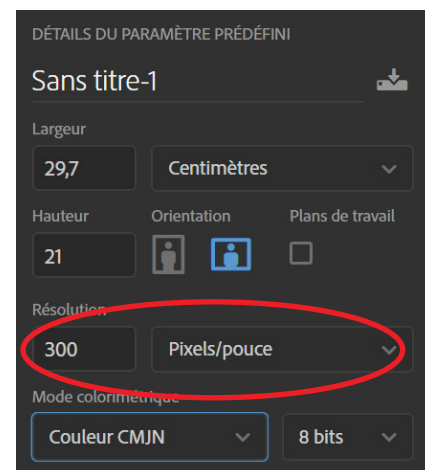 DÉTAILS DU PARAMÈTRE PRÉDÉFINI
Sans titre-1
Largeur
29,7 Centimètres
Hauteur Orientation Plans de travail
21
Résolution
300 Pixels/pouce
Mode colorimétrique
Couleur CMJN 8 bits